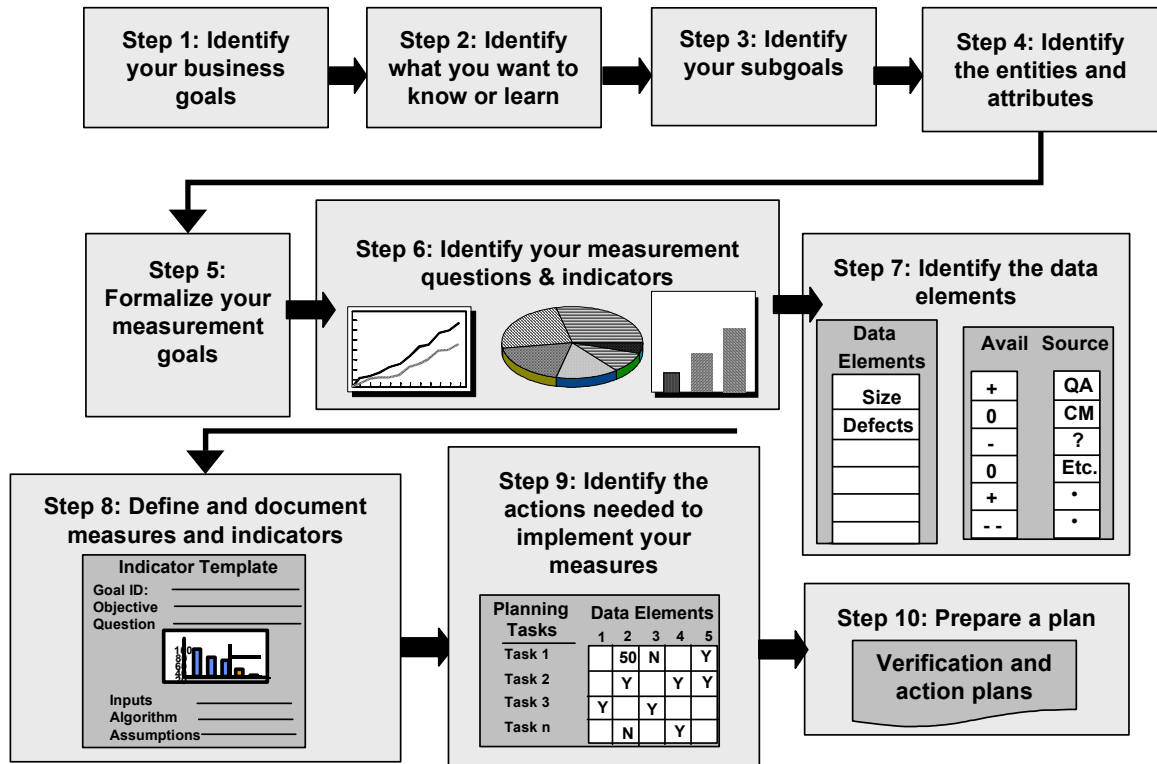 Step 1: Identify
your business
goals
Step 2: Identify
what you want to
know or learn
Step 3: Identify
your subgoals
Step 4: Identify
the entities and
attributes
Step 5:
Formalize your
measurement
goals
Step 6: Identify your measurement
questions & indicators
Step 7: Identify the data
elements
Data
Elements
Size
Defects
Avail Source
+ QA
0 CM
- ?
0 Etc.
+ •
- - •
Step 8: Define and document
measures and indicators
Indicator Template
Goal ID:
Objective
Question
100
Inputs
Algorithm
Assumptions
Step 9: Identify the
actions needed to
implement your
measures
Planning
Tasks
Data Elements
1 2 3 4 5
Task 1 50 N Y
Task 2 Y Y Y
Task 3 Y Y
Task n N Y
Step 10: Prepare a plan
Verification and
action plans